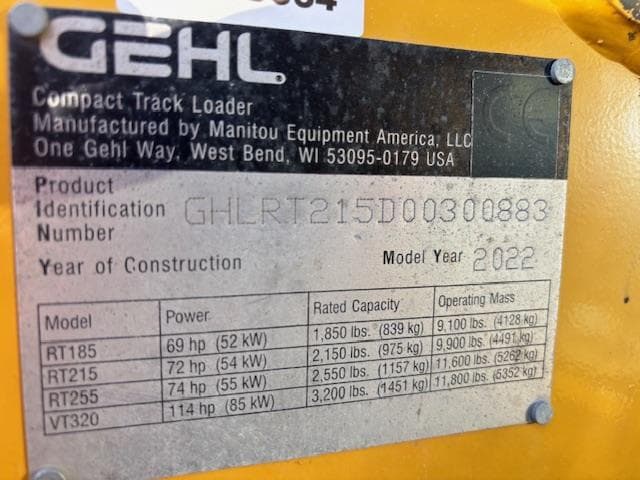 GEHL
Compact Track Loader
Manufactured by Manitou Equipment America, LLC
One Gehl Way, West Bend, WI 53095-0179 USA
CE
Product
Identification GHLRT215D00300883
Number
Year of Construction Model Year 2022
Model Power Rated Capacity Operating Mass
RT185 69 hp (52 kW) 1,850 lbs. (839 kg) 9,100 lbs. (4128 kg)
RT215 72 hp (54 kW) 2,150 lbs. (975 kg) 9,900 lbs. (4491 kg)
RT255 74 hp (55 kW) 2,550 lbs. (1157 kg) 11,600 lbs. (5262 kg)
VT320 114 hp (85 kW) 3,200 lbs. (1451 kg) 11,800 lbs. (5352 kg)